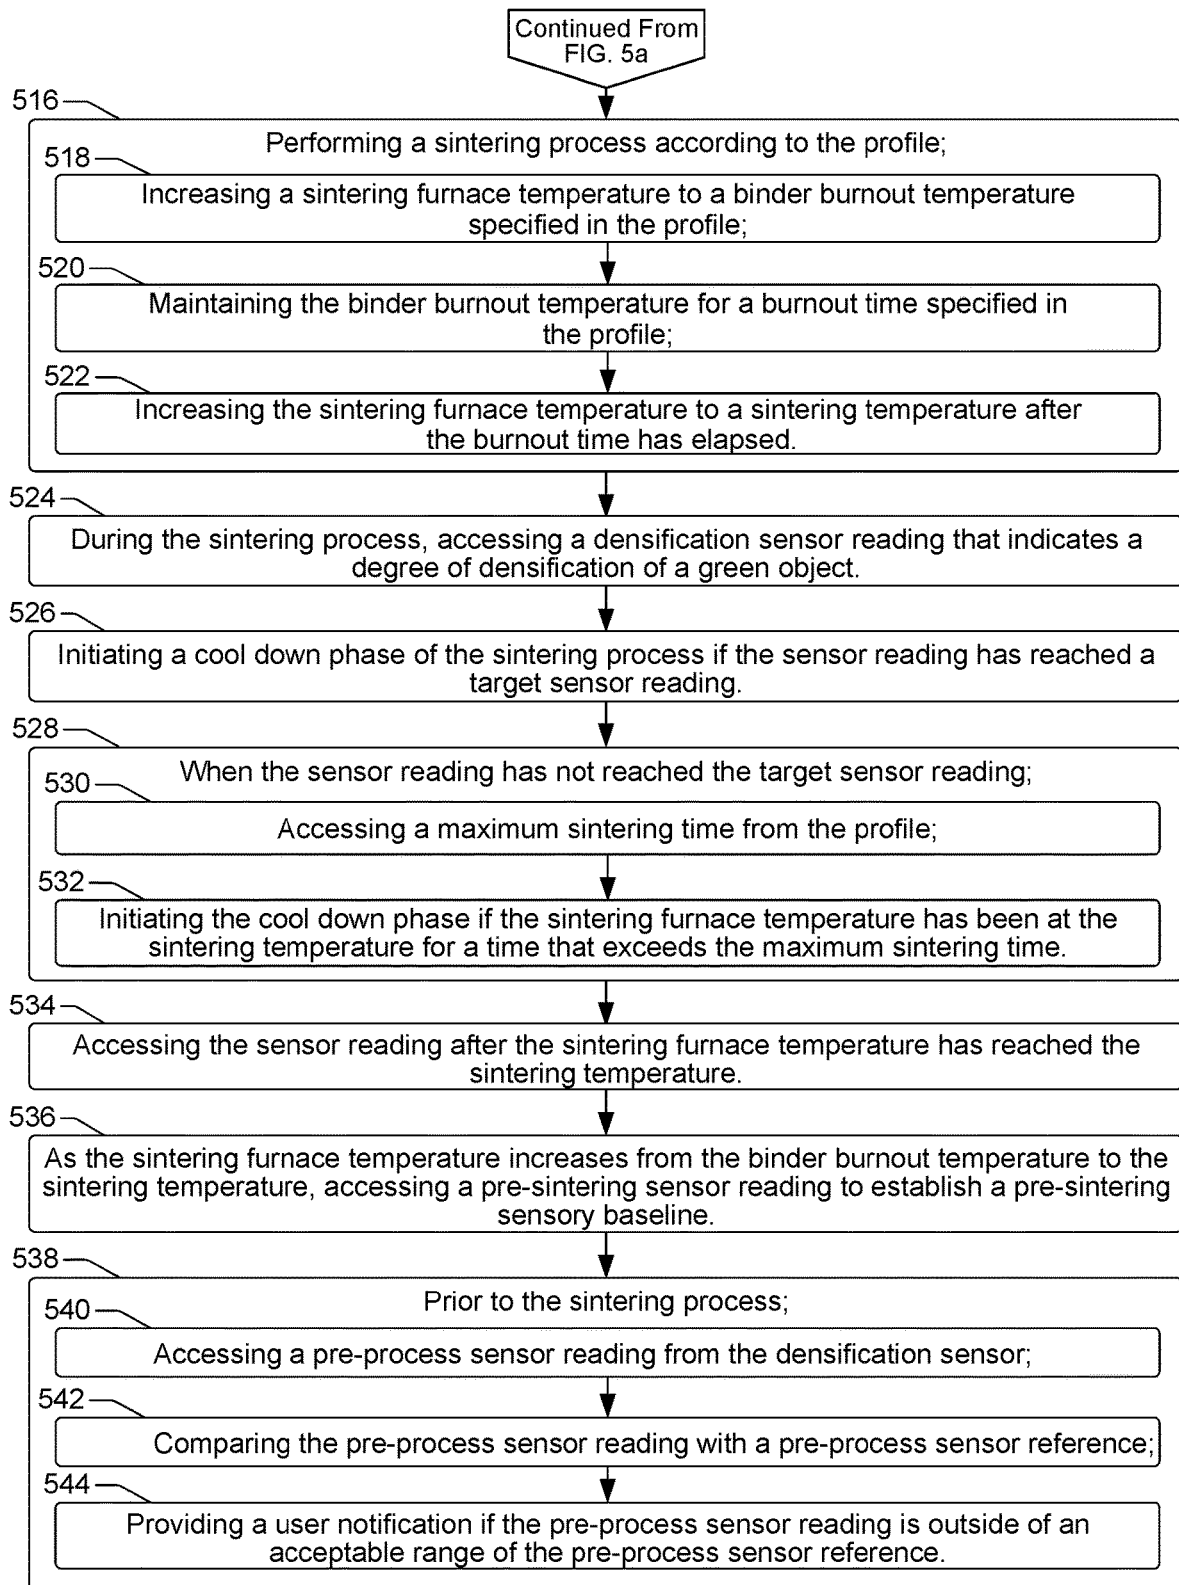 Continued From
FIG. 5a
516
Performing a sintering process according to the profile;
518
Increasing a sintering furnace temperature to a binder burnout temperature
specified in the profile;
520
Maintaining the binder burnout temperature for a burnout time specified in
the profile;
522
Increasing the sintering furnace temperature to a sintering temperature after
the burnout time has elapsed.
524
During the sintering process, accessing a densification sensor reading that indicates a
degree of densification of a green object.
526
Initiating a cool down phase of the sintering process if the sensor reading has reached a
target sensor reading.
528
When the sensor reading has not reached the target sensor reading;
530
Accessing a maximum sintering time from the profile;
532
Initiating the cool down phase if the sintering furnace temperature has been at the
sintering temperature for a time that exceeds the maximum sintering time.
534
Accessing the sensor reading after the sintering furnace temperature has reached the
sintering temperature.
536
As the sintering furnace temperature increases from the binder burnout temperature to the
sintering temperature, accessing a pre-sintering sensor reading to establish a pre-sintering
sensory baseline.
538
Prior to the sintering process;
540
Accessing a pre-process sensor reading from the densification sensor;
542
Comparing the pre-process sensor reading with a pre-process sensor reference;
544
Providing a user notification if the pre-process sensor reading is outside of an
acceptable range of the pre-process sensor reference.